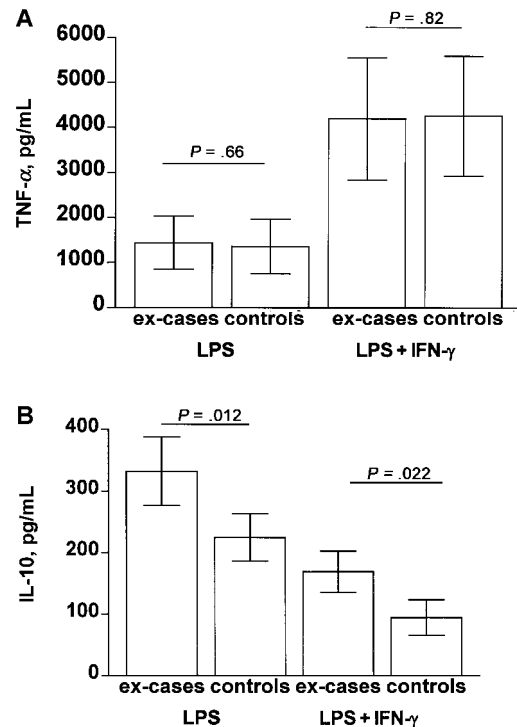 A
P = .82
6000
5000
4000
3000
2000
1000
0
TNF-α, pg/mL
P = .66
ex-cases controls ex-cases controls
LPS LPS + IFN-γ
B
P = .012
400
300
200
100
0
IL-10, pg/mL
P = .022
ex-cases controls ex-cases controls
LPS LPS + IFN-γ